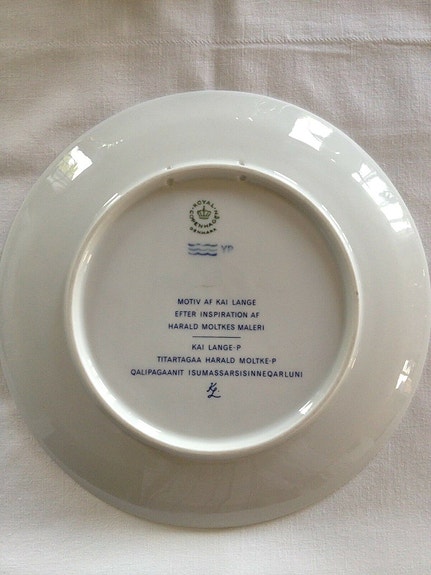 ROYAL
COPENHAGEN
DENMARK
MOTIV AF KAI LANGE
EFTER INSPIRATION AF
HARALD MOLTKES MALERI
KAI LANGE-P
TITARTAGAA HARALD MOLTKE-P
QALIPAGAANIT ISUMASSARSISINNEQARLUNI
KL.